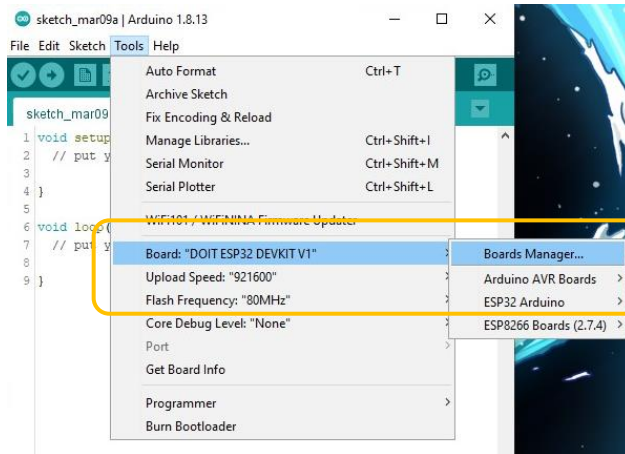 sketch_mar09a | Arduino 1.8.13
File Edit Sketch Tools Help
sketch_mar09
1 void setup
2 // put y
3
4 }
5
6 void loop(
7 // put y
8
9 }
Auto Format Ctrl+T
Archive Sketch
Fix Encoding & Reload
Manage Libraries... Ctrl+Shift+I
Serial Monitor Ctrl+Shift+M
Serial Plotter Ctrl+Shift+L
WiFi101 / WiFiNINA Firmware Updater
Board: "DOIT ESP32 DEVKIT V1"
Upload Speed: "921600"
Flash Frequency: "80MHz"
Core Debug Level: "None"
Port
Get Board Info
Programmer
Burn Bootloader
Boards Manager...
Arduino AVR Boards
ESP32 Arduino
ESP8266 Boards (2.7.4)